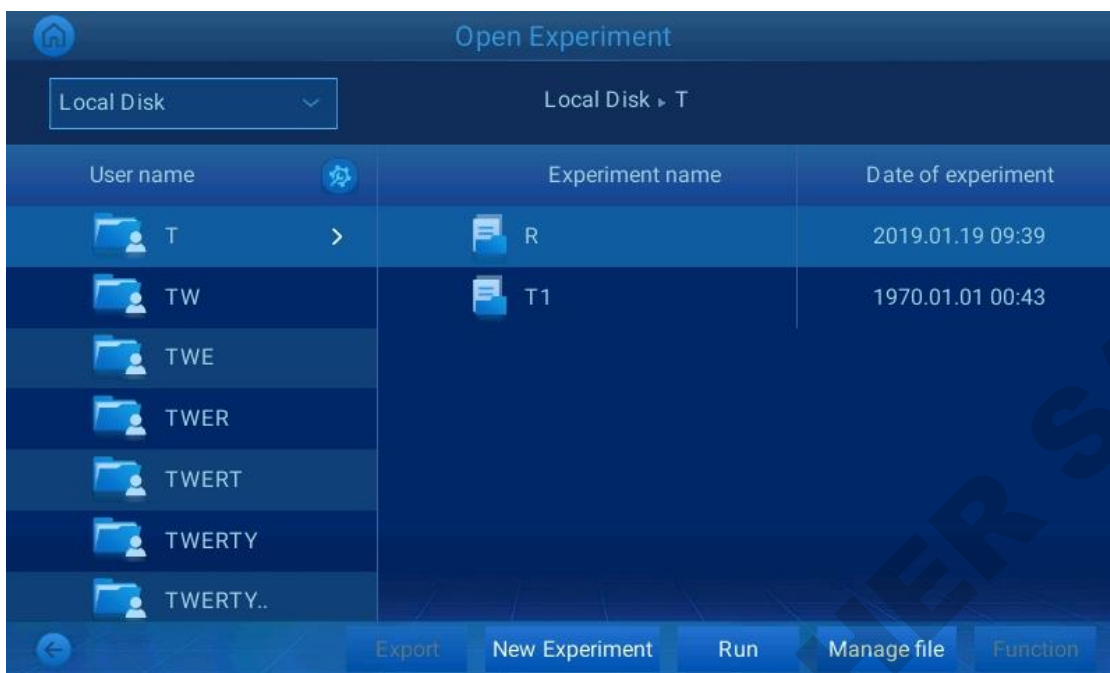 Open Experiment
Local Disk
Local Disk ▸ T
User name
Experiment name
Date of experiment
T
R
2019.01.19 09:39
TW
T1
1970.01.01 00:43
TWE
TWER
TWERT
TWERTY
TWERTY..
Export
New Experiment
Run
Manage file
Function